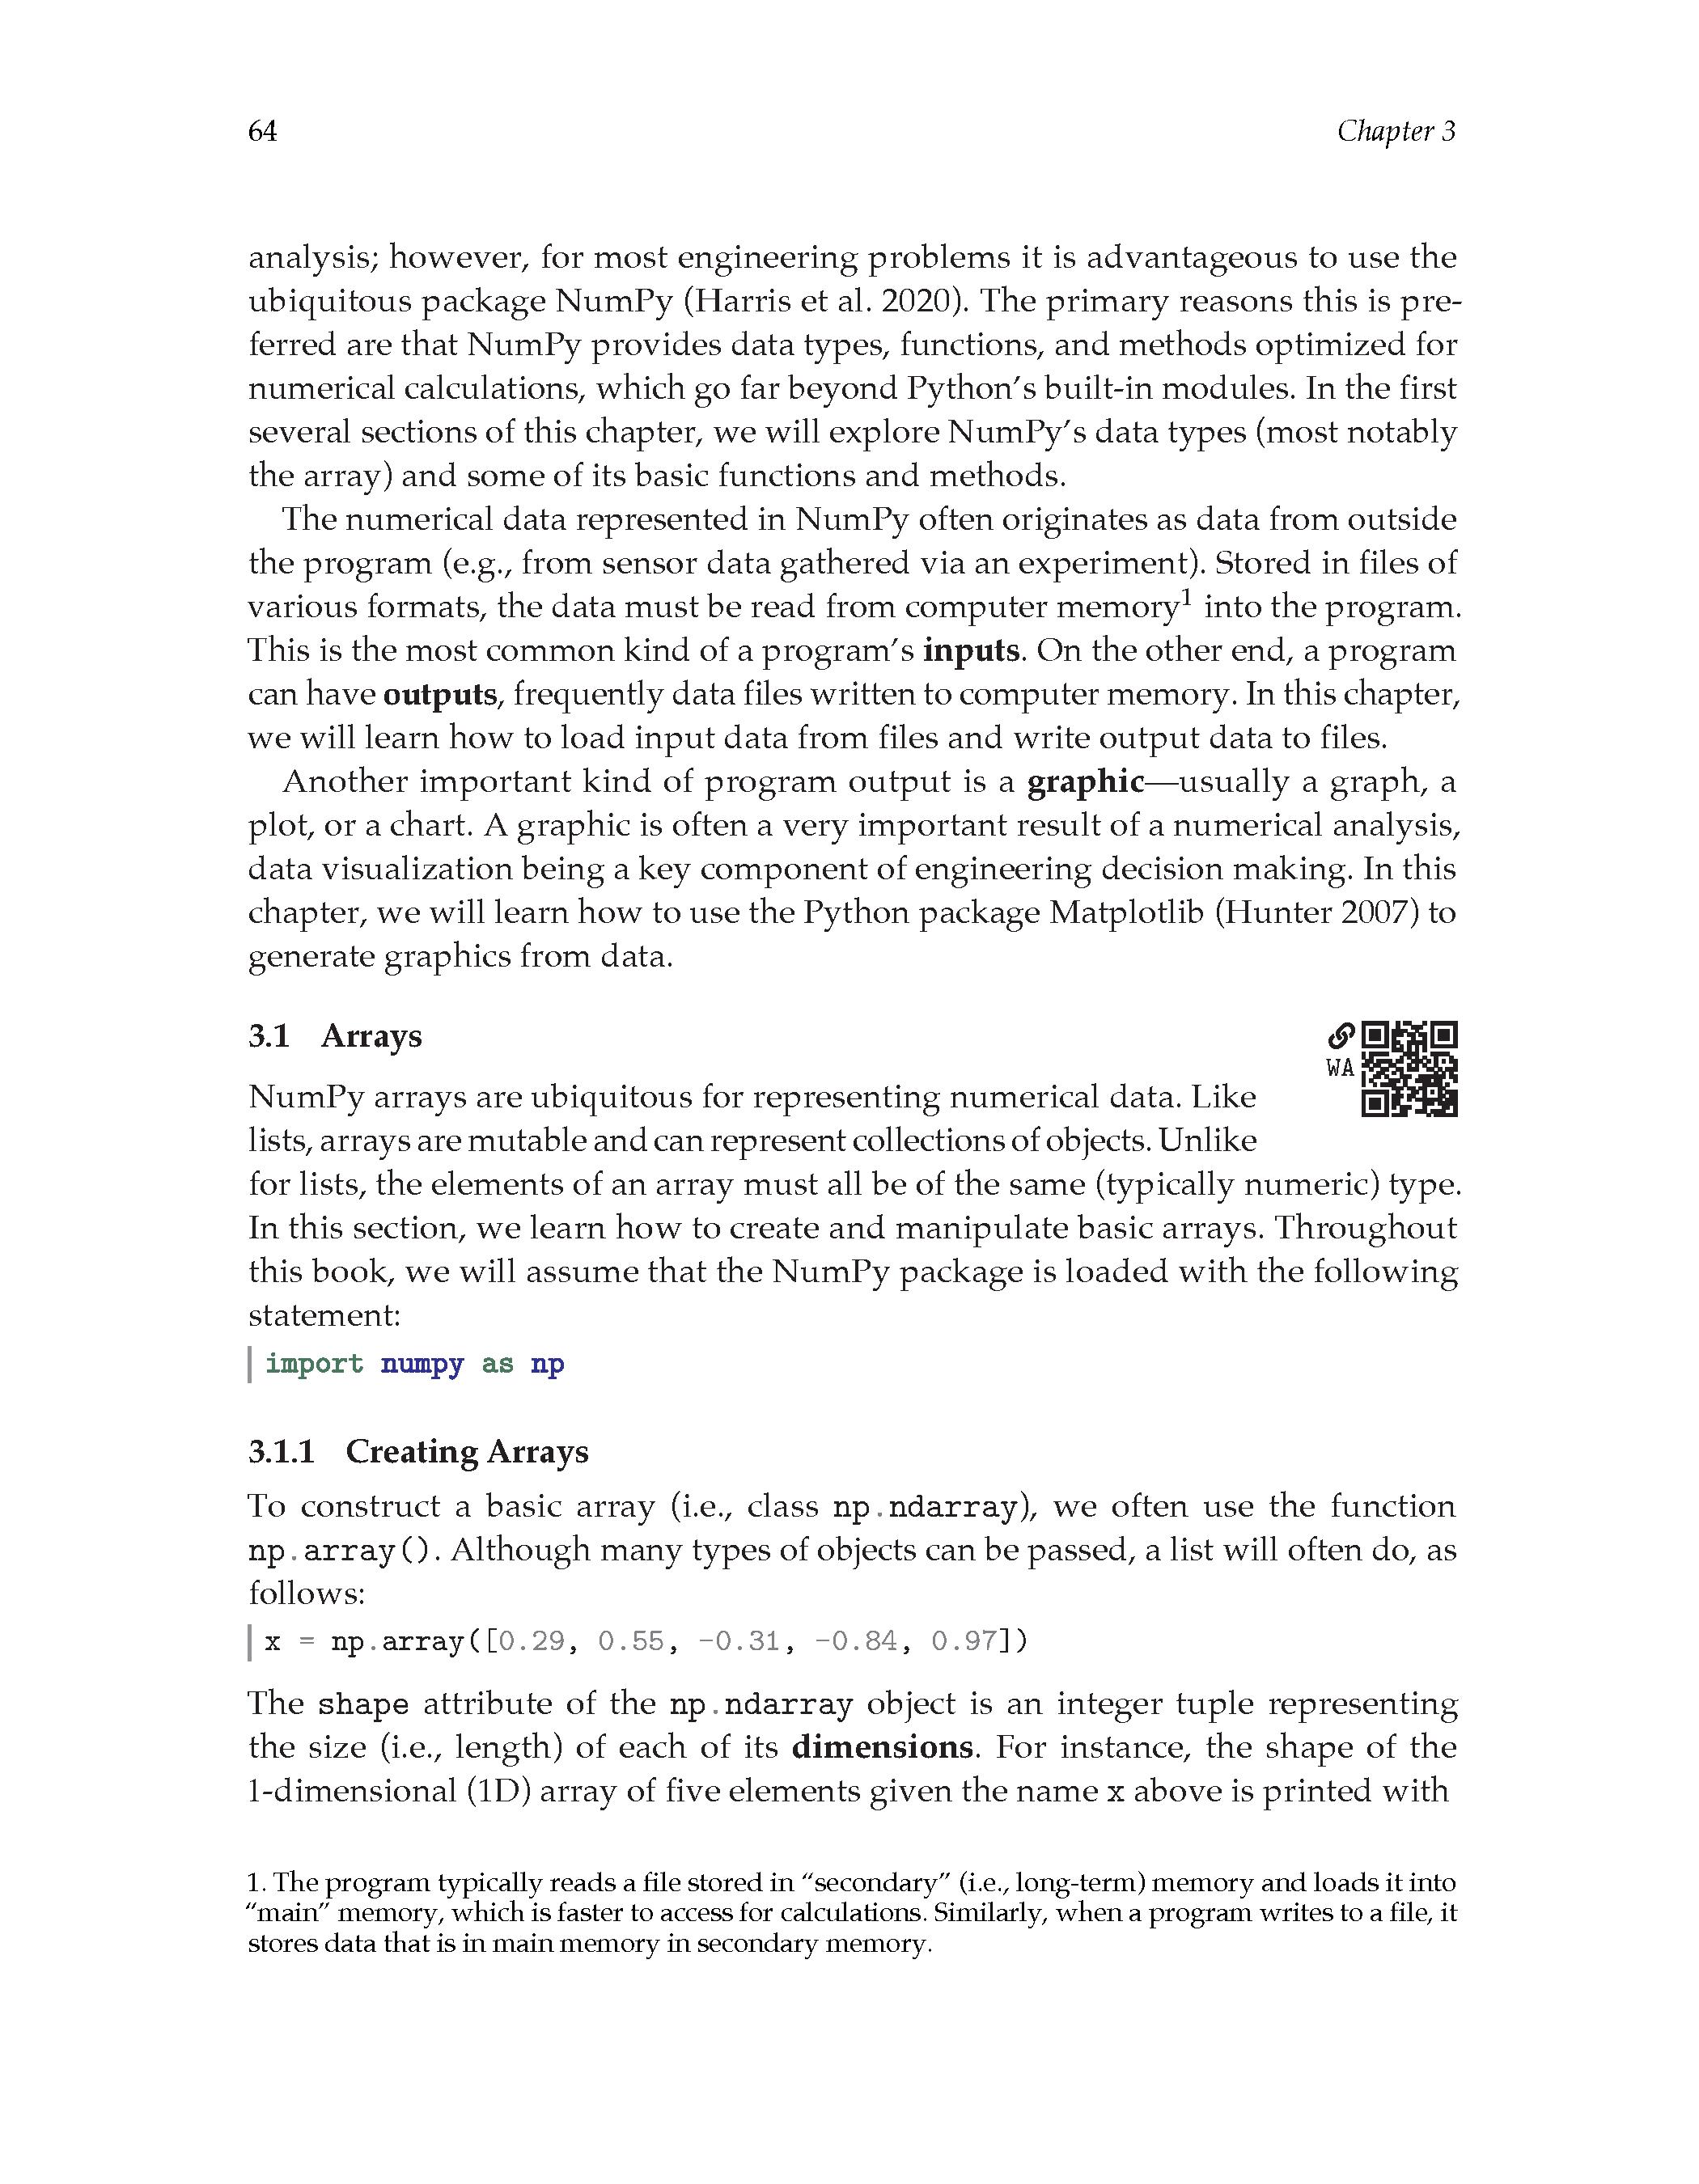 64
Chapter 3
analysis; however, for most engineering problems it is advantageous to use the
ubiquitous package NumPy (Harris et al. 2020). The primary reasons this is pre-
ferred are that NumPy provides data types, functions, and methods optimized for
numerical calculations, which go far beyond Python’s built-in modules. In the first
several sections of this chapter, we will explore NumPy’s data types (most notably
the array) and some of its basic functions and methods.
The numerical data represented in NumPy often originates as data from outside
the program (e.g., from sensor data gathered via an experiment). Stored in files of
various formats, the data must be read from computer memory1 into the program.
This is the most common kind of a program’s inputs. On the other end, a program
can have outputs, frequently data files written to computer memory. In this chapter,
we will learn how to load input data from files and write output data to files.
Another important kind of program output is a graphic—usually a graph, a
plot, or a chart. A graphic is often a very important result of a numerical analysis,
data visualization being a key component of engineering decision making. In this
chapter, we will learn how to use the Python package Matplotlib (Hunter 2007) to
generate graphics from data.
3.1 Arrays
WA
NumPy arrays are ubiquitous for representing numerical data. Like
lists, arrays are mutable and can represent collections of objects. Unlike
for lists, the elements of an array must all be of the same (typically numeric) type.
In this section, we learn how to create and manipulate basic arrays. Throughout
this book, we will assume that the NumPy package is loaded with the following
statement:
import numpy as np
3.1.1 Creating Arrays
To construct a basic array (i.e., class np.ndarray), we often use the function
np.array(). Although many types of objects can be passed, a list will often do, as
follows:
x = np.array([0.29, 0.55, -0.31, -0.84, 0.97])
The shape attribute of the np.ndarray object is an integer tuple representing
the size (i.e., length) of each of its dimensions. For instance, the shape of the
1-dimensional (1D) array of five elements given the name x above is printed with
1. The program typically reads a file stored in “secondary” (i.e., long-term) memory and loads it into
“main” memory, which is faster to access for calculations. Similarly, when a program writes to a file, it
stores data that is in main memory in secondary memory.